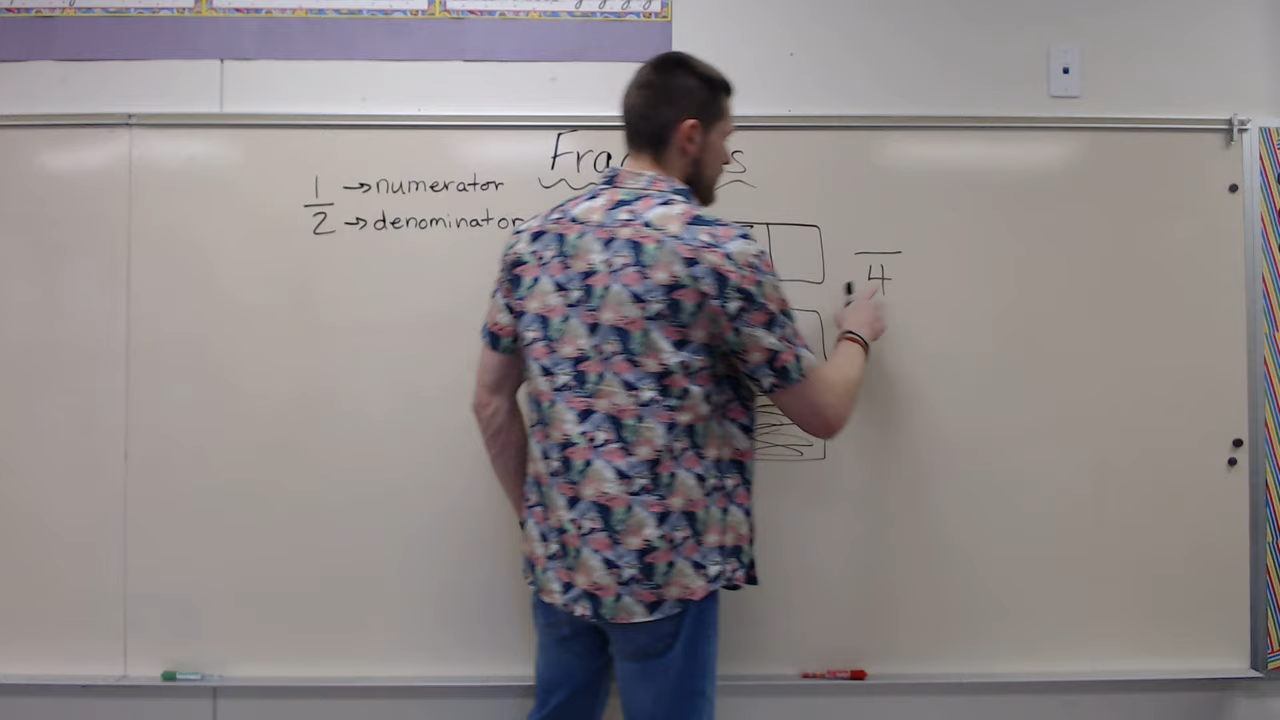 Fra s
1 →numerator
2 →denominator
4